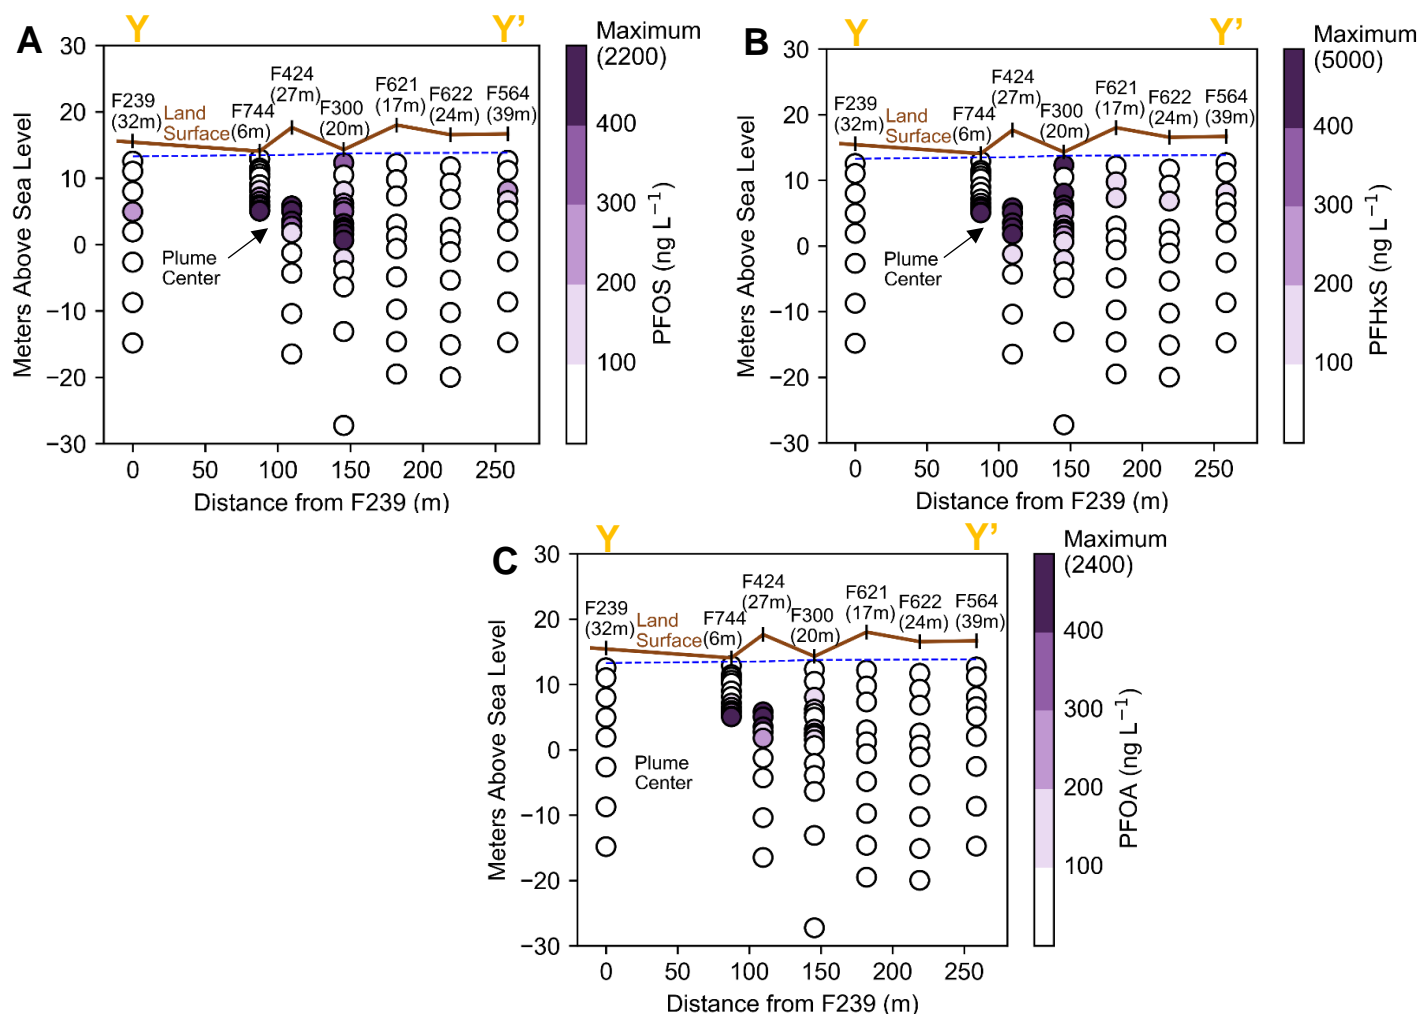 A
Y
Y’
Maximum
(2200)
30
20
10
0
−10
−20
−30
Meters Above Sea Level
F239
(32m)
Land
Surface
F744
(6m)
F424
(27m)
F300
(20m)
F621
(17m)
F622
(24m)
F564
(39m)
Plume
Center
0
50
100
150
200
250
Distance from F239 (m)
400
300
200
100
PFOS (ng L⁻¹)
B
Y
Y’
Maximum
(5000)
30
20
10
0
−10
−20
−30
Meters Above Sea Level
F239
(32m)
Land
Surface
F744
(6m)
F424
(27m)
F300
(20m)
F621
(17m)
F622
(24m)
F564
(39m)
Plume
Center
0
50
100
150
200
250
Distance from F239 (m)
400
300
200
100
PFHxS (ng L⁻¹)
C
Y
Y’
Maximum
(2400)
30
20
10
0
−10
−20
−30
Meters Above Sea Level
F239
(32m)
Land
Surface
F744
(6m)
F424
(27m)
F300
(20m)
F621
(17m)
F622
(24m)
F564
(39m)
Plume
Center
0
50
100
150
200
250
Distance from F239 (m)
400
300
200
100
PFOA (ng L⁻¹)